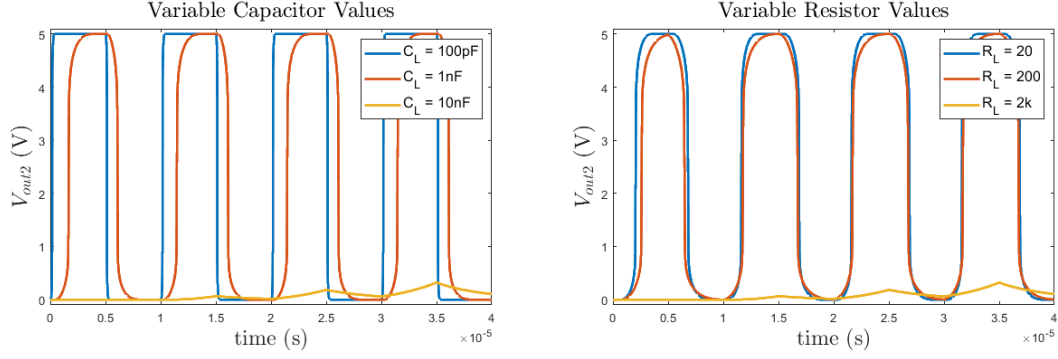 Variable Capacitor Values
V_out2 (V)
5
4
3
2
1
0
C_L = 100pF
C_L = 1nF
C_L = 10nF
0 0.5 1 1.5 2 2.5 3 3.5 4
time (s)
×10^-5
Variable Resistor Values
V_out2 (V)
5
4
3
2
1
0
R_L = 20
R_L = 200
R_L = 2k
0 0.5 1 1.5 2 2.5 3 3.5 4
time (s)
×10^-5